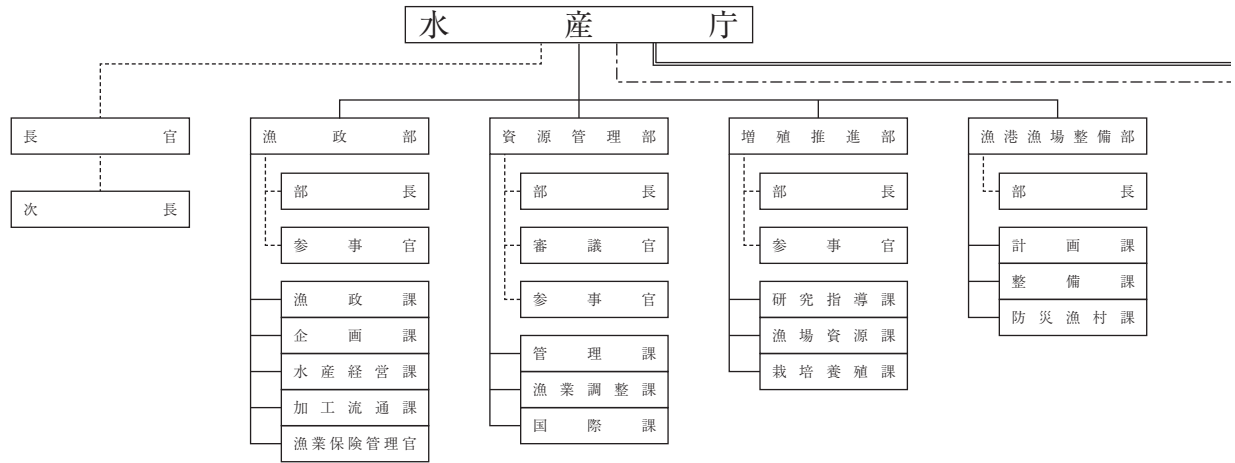 水産庁
長官
次長
漁政部
部長
参事官
漁政課
企画課
水産経営課
加工流通課
漁業保険管理官
資源管理部
部長
審議官
参事官
管理課
漁業調整課
国際課
増殖推進部
部長
参事官
研究指導課
漁場資源課
栽培養殖課
漁港漁場整備部
部長
計画課
整備課
防災漁村課